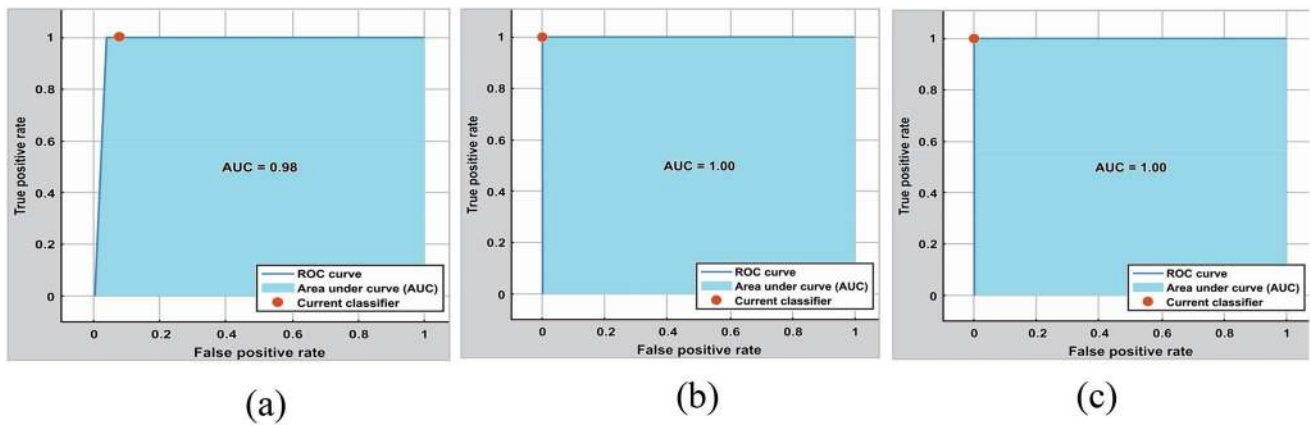 1
0.8
0.6
0.4
0.2
0
True positive rate
AUC = 0.98
ROC curve
Area under curve (AUC)
Current classifier
0 0.2 0.4 0.6 0.8 1
False positive rate
(a)
1
0.8
0.6
0.4
0.2
0
True positive rate
AUC = 1.00
ROC curve
Area under curve (AUC)
Current classifier
0 0.2 0.4 0.6 0.8 1
False positive rate
(b)
1
0.8
0.6
0.4
0.2
0
True positive rate
AUC = 1.00
ROC curve
Area under curve (AUC)
Current classifier
0 0.2 0.4 0.6 0.8 1
False positive rate
(c)